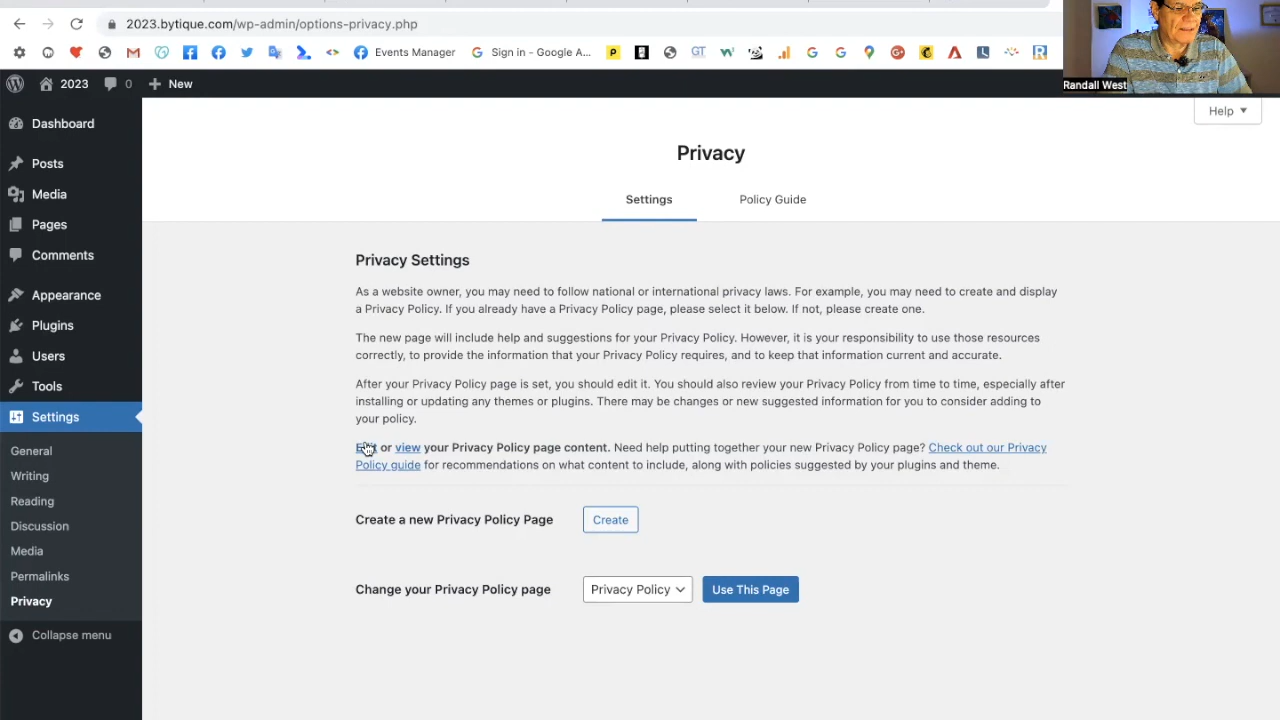 2023.bytique.com/wp-admin/options-privacy.php
Events Manager
Sign in - Google A...
GT
Randall West
2023
0
New
Help
Dashboard
Posts
Media
Pages
Comments
Appearance
Plugins
Users
Tools
Settings
General
Writing
Reading
Discussion
Media
Permalinks
Privacy
Collapse menu
Privacy
Settings
Policy Guide
Privacy Settings
As a website owner, you may need to follow national or international privacy laws. For example, you may need to create and display
a Privacy Policy. If you already have a Privacy Policy page, please select it below. If not, please create one.
The new page will include help and suggestions for your Privacy Policy. However, it is your responsibility to use those resources
correctly, to provide the information that your Privacy Policy requires, and to keep that information current and accurate.
After your Privacy Policy page is set, you should edit it. You should also review your Privacy Policy from time to time, especially after
installing or updating any themes or plugins. There may be changes or new suggested information for you to consider adding to
your policy.
Edit or view your Privacy Policy page content. Need help putting together your new Privacy Policy page? Check out our Privacy
Policy guide for recommendations on what content to include, along with policies suggested by your plugins and theme.
Create a new Privacy Policy Page
Create
Change your Privacy Policy page
Privacy Policy
Use This Page